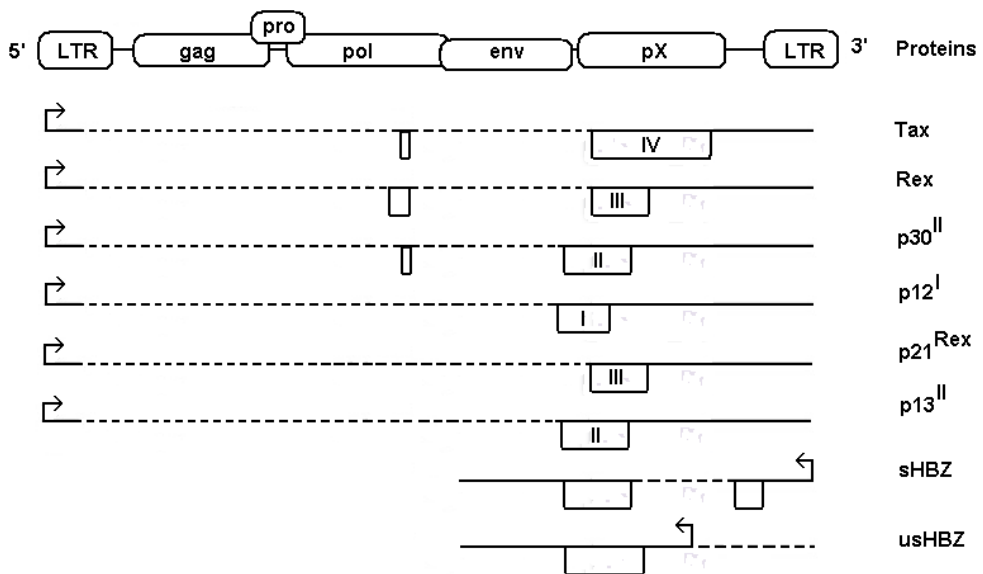 pro
5' LTR gag pol env pX LTR 3' Proteins
Tax
IV
Rex
III
p30II
II
p12I
I
p21Rex
III
p13II
II
sHBZ
usHBZ